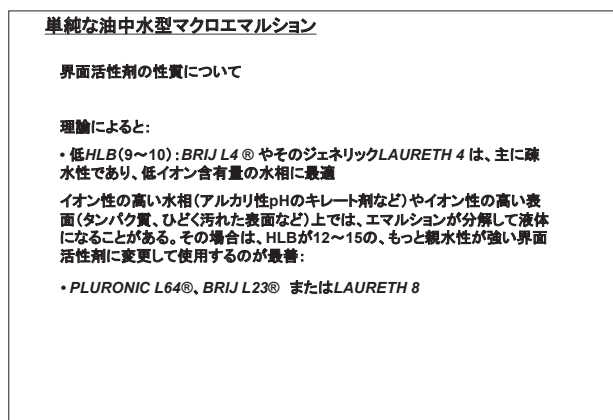 単純な油中水型マクロエマルション
界面活性剤の性質について
理論によると:
• 低HLB(9～10):BRIJ L4 ® やそのジェネリックLAURETH 4 は、主に疎
水性であり、低イオン含有量の水相に最適
イオン性の高い水相(アルカリ性pHのキレート剤など)やイオン性の高い表
面(タンパク質、ひどく汚れた表面など)上では、エマルションが分解して液体
になることがある。その場合は、HLBが12～15の、もっと親水性が強い界面
活性剤に変更して使用するのが最善:
• PLURONIC L64®、BRIJ L23® またはLAURETH 8